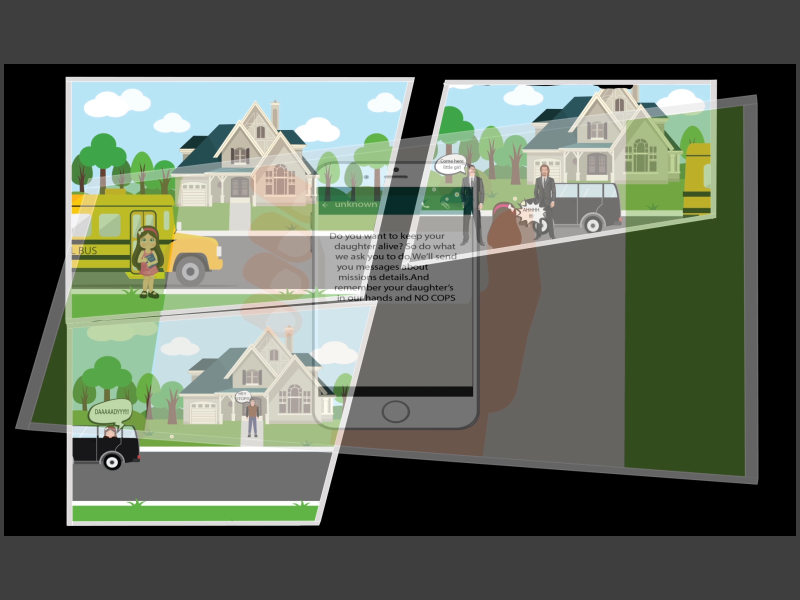 BUS
Come here
little girl
AHHHH
← unknown
Do you want to keep your
daughter alive? So do what
we ask you to do.We'll send
you messages about
missions details.And
remember your daughter's
in our hands and NO COPS
DAAAAADYYY!!!